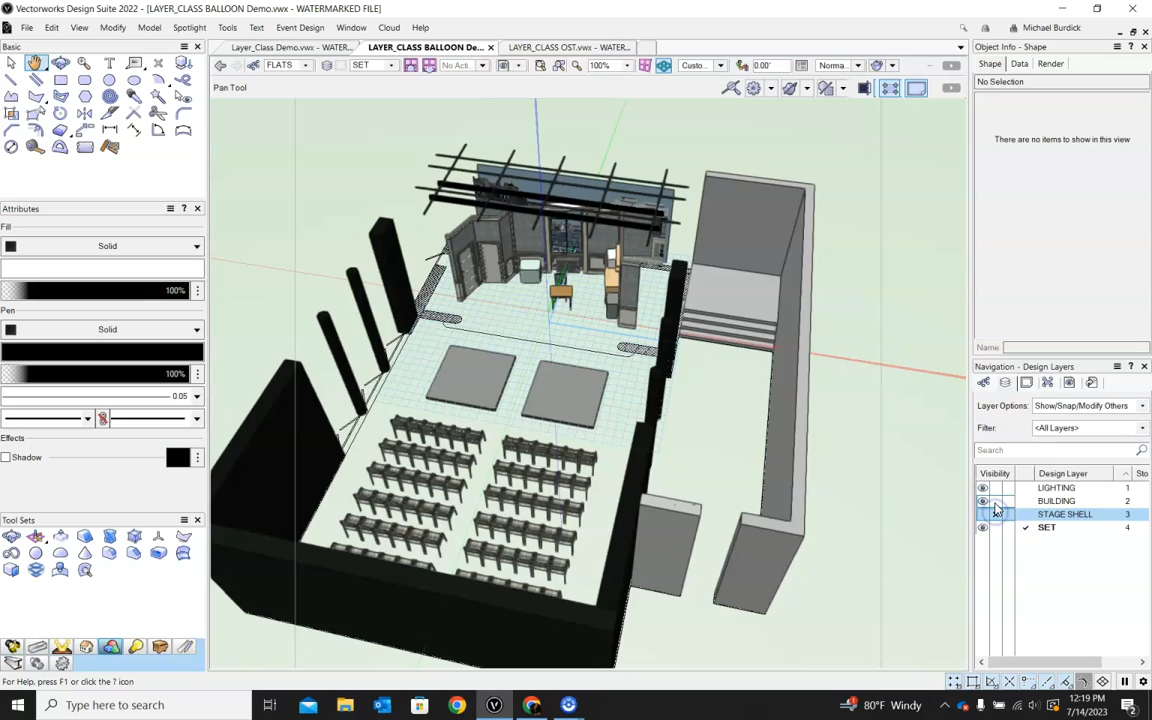 Vectorworks Design Suite 2022 - [LAYER_CLASS BALLOON Demo.vwx - WATERMARKED FILE]
File Edit View Modify Model Spotlight Tools Text Event Design Window Cloud Help
Michael Burdick
Basic
Layer_Class Demo.vwx - WATER...
LAYER_CLASS BALLOON De...
LAYER_CLASS OST.vwx - WATER...
Object Info - Shape
FLATS
SET
No Acti...
100%
Custo...
0.00°
Norma...
Shape Data Render
No Selection
Pan Tool
There are no items to show in this view
Attributes
Fill
Solid
100%
Pen
Solid
100%
0.05
Name:
Navigation - Design Layers
Layer Options: Show/Snap/Modify Others
Filter: <All Layers>
Effects
Search
Shadow
Visibility Design Layer # Sto
LIGHTING 1
BUILDING 2
STAGE SHELL 3
SET 4
Tool Sets
For Help, press F1 or click the ? icon
Type here to search
80°F Windy
12:19 PM
7/14/2023
2